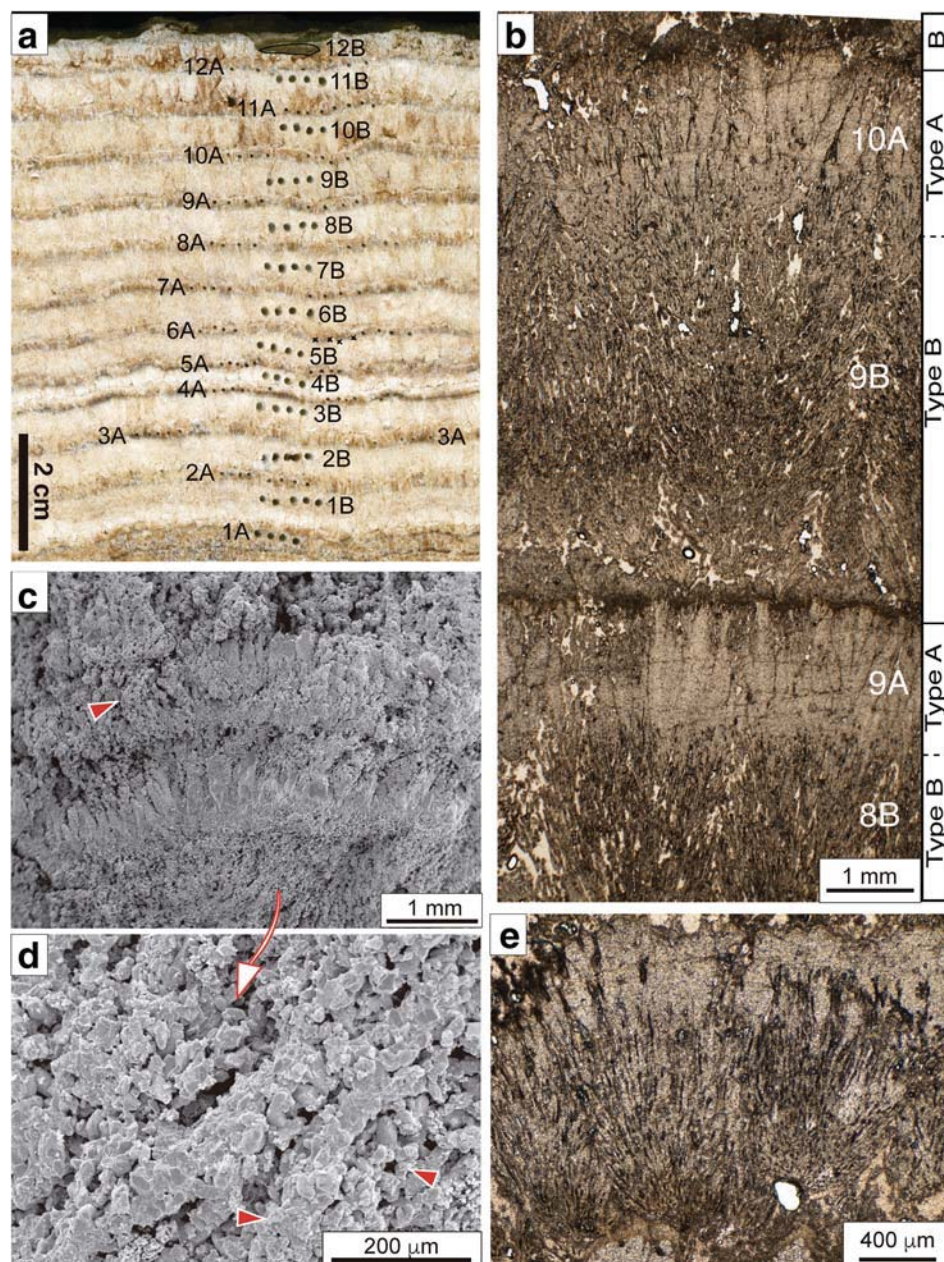 a
12B
12A
11B
11A
10B
10A
9B
9A
8B
8A
7B
7A
6B
6A
5B
5A
4B
4A
3B
3A
3A
2B
2A
1B
1A
2 cm
b
B
Type A
10A
Type B
9B
Type A
9A
Type B
8B
1 mm
c
1 mm
d
200 μm
e
400 μm